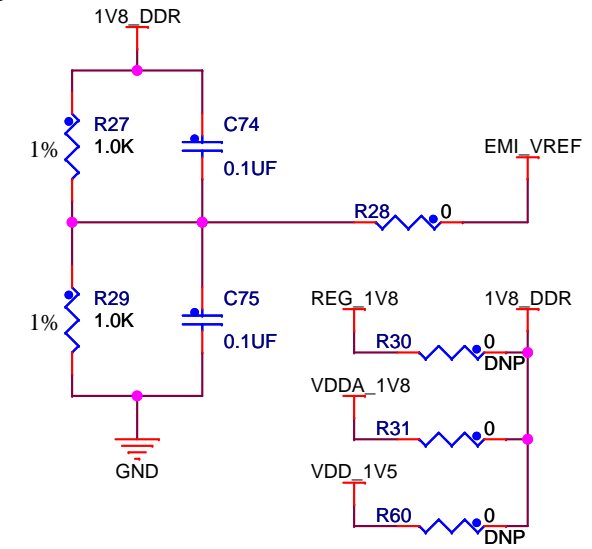 1V8_DDR
R27
C74
1%
1.0K
0.1UF
EMI_VREF
R28
0
R29
C75
1%
1.0K
0.1UF
REG_1V8
1V8_DDR
R30
0
DNP
VDDA_1V8
R31
0
GND
VDD_1V5
R60
0
DNP